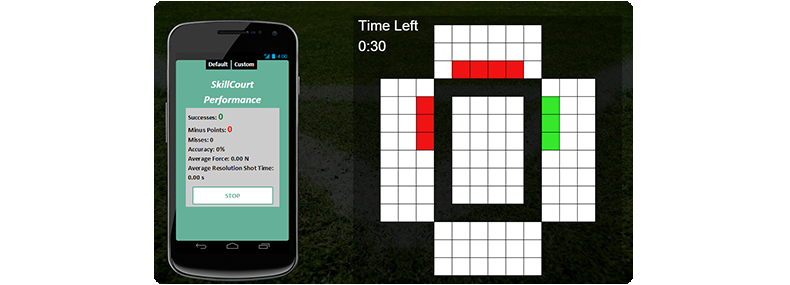 4:00
Default Custom
SkillCourt
Performance
Successes: 0
Minus Points: 0
Misses: 0
Accuracy: 0%
Average Force: 0.00 N
Average Resolution Shot Time:
0.00 s
STOP
Time Left
0:30